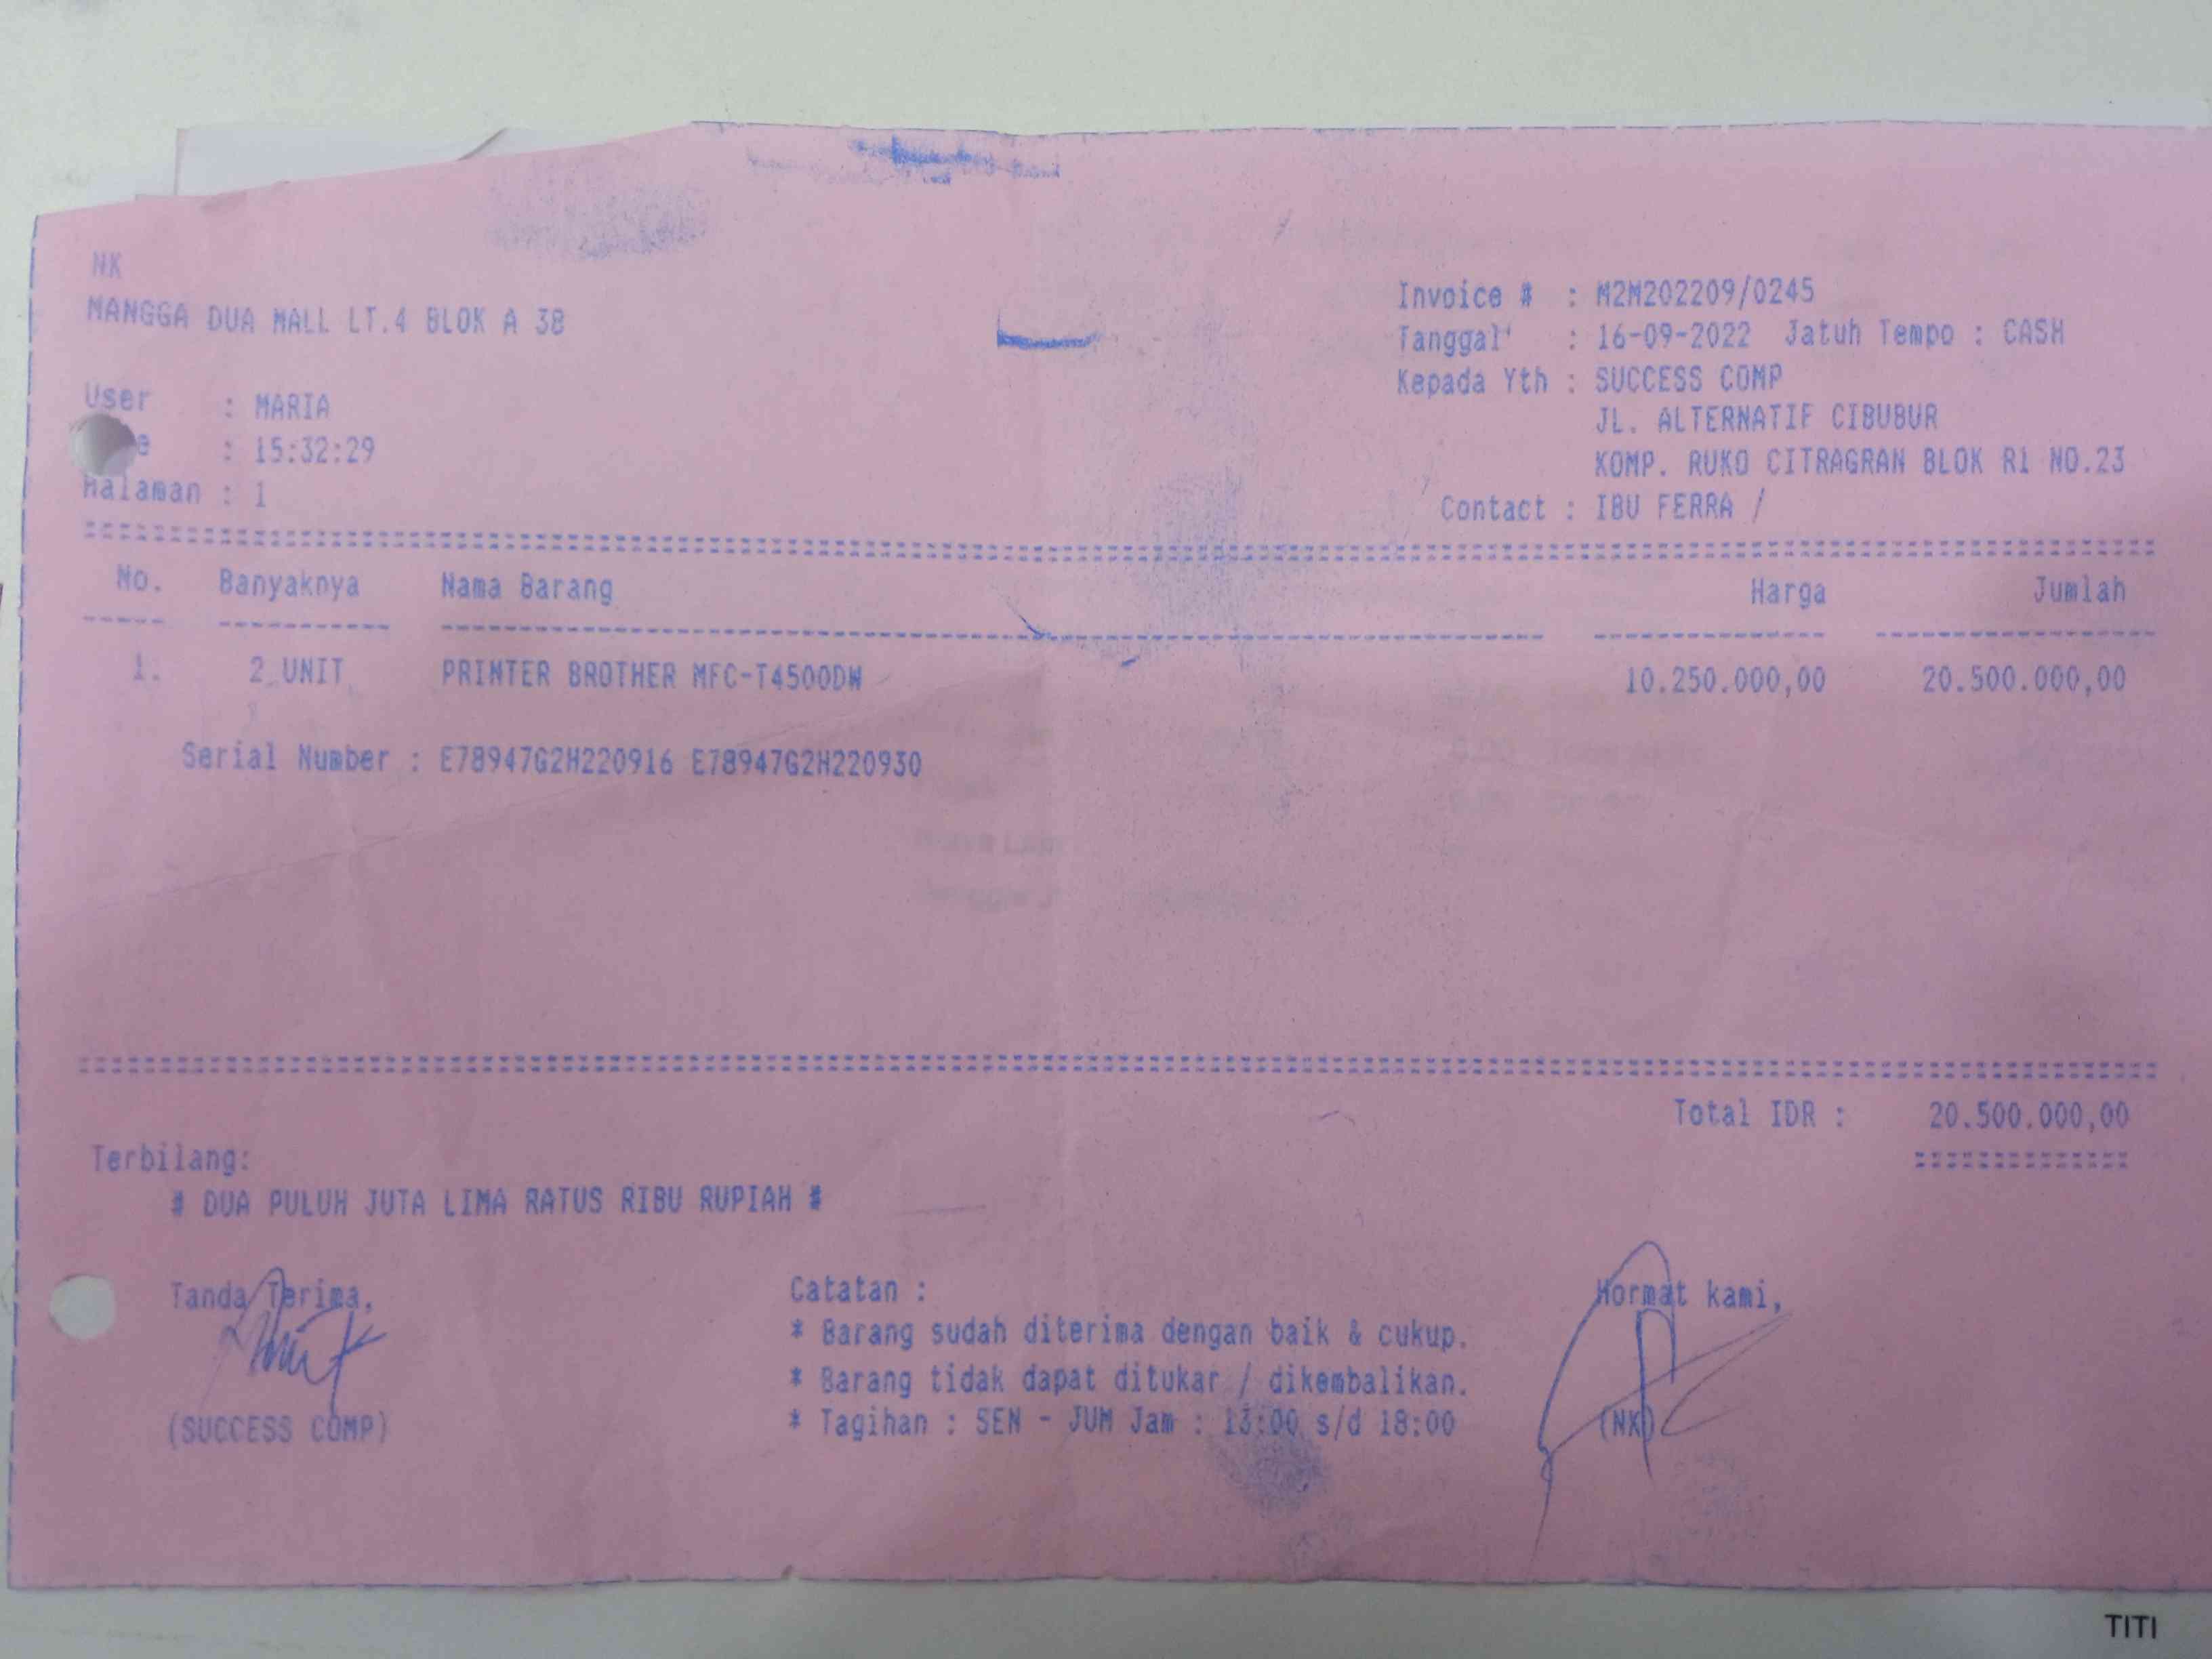 NK
MANGGA DUA MALL LT.4 BLOK A 38
Invoice # : M2M202209/0245
Tanggal : 16-09-2022 Jatuh Tempo : CASH
Kepada Yth : SUCCESS COMP
JL. ALTERNATIF CIBUBUR
KOMP. RUKO CITRAGRAN BLOK R1 NO.23
Contact : IBU FERRA /
User : MARIA
e : 15:32:29
Halaman : 1
No. Banyaknya Nama Barang Harga Jumlah
1. 2 UNIT PRINTER BROTHER MFC-T4500DW 10.250.000,00 20.500.000,00
Serial Number : E78947G2H220916 E78947G2H220930
Total IDR : 20.500.000,00
Terbilang:
# DUA PULUH JUTA LIMA RATUS RIBU RUPIAH #
Tanda Terima,
(SUCCESS COMP)
Catatan :
* Barang sudah diterima dengan baik & cukup.
* Barang tidak dapat ditukar / dikembalikan.
* Tagihan : SEN - JUM Jam : 13:00 s/d 18:00
Hormat kami,
(NK)
TITI